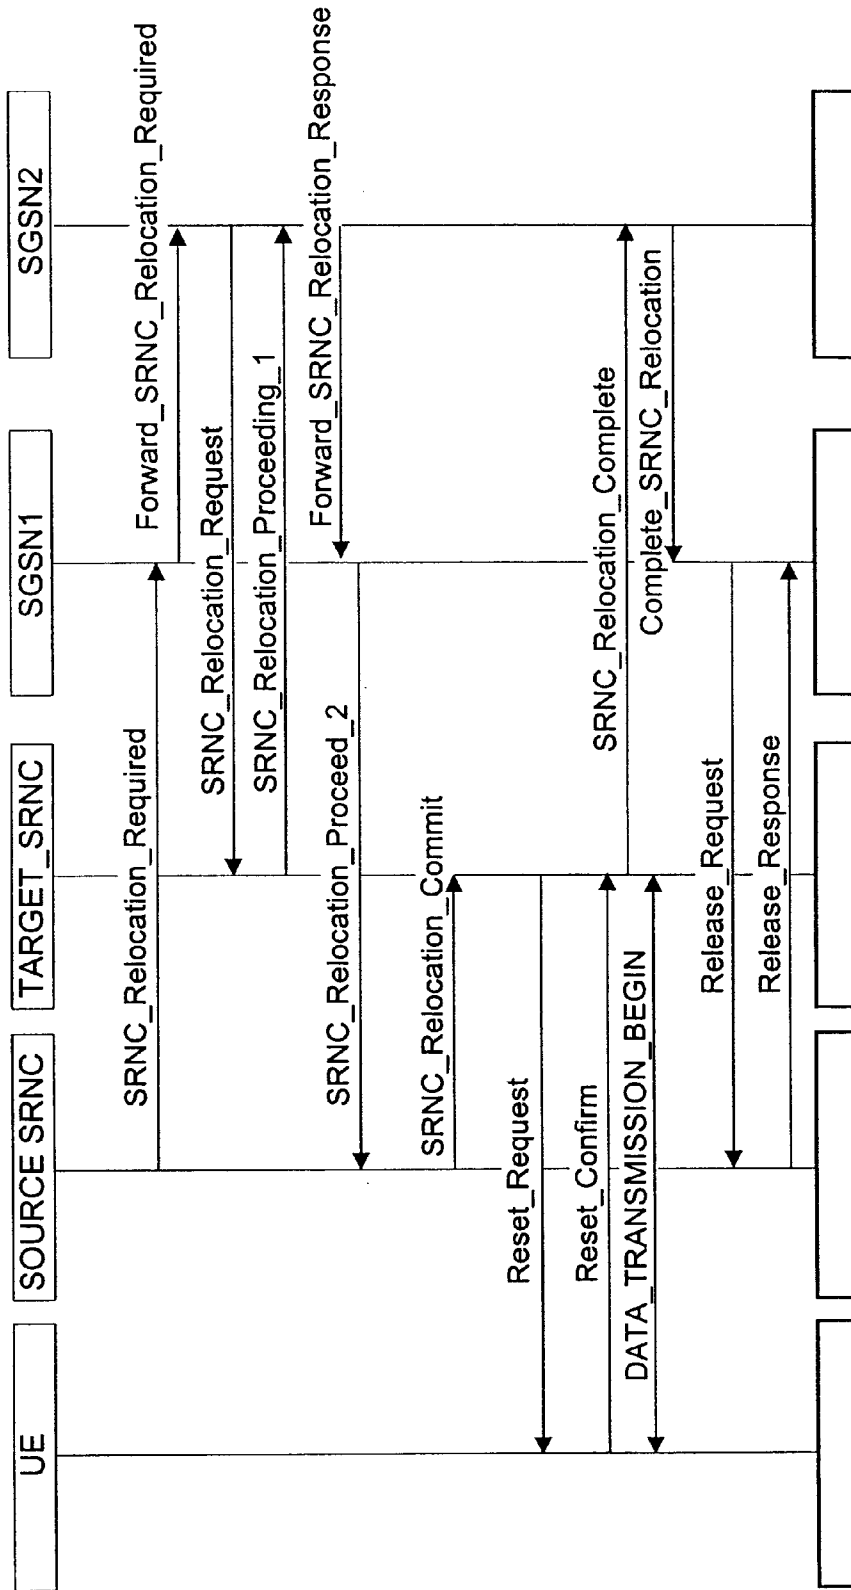 UE
SOURCE SRNC
TARGET_SRNC
SGSN1
SGSN2
SRNC_Relocation_Required
Forward_SRNC_Relocation_Required
SRNC_Relocation_Request
SRNC_Relocation_Proceeding_1
Forward_SRNC_Relocation_Response
SRNC_Relocation_Proceed_2
SRNC_Relocation_Commit
Reset_Request
Reset_Confirm
SRNC_Relocation_Complete
DATA_TRANSMISSION_BEGIN
Complete_SRNC_Relocation
Release_Request
Release_Response